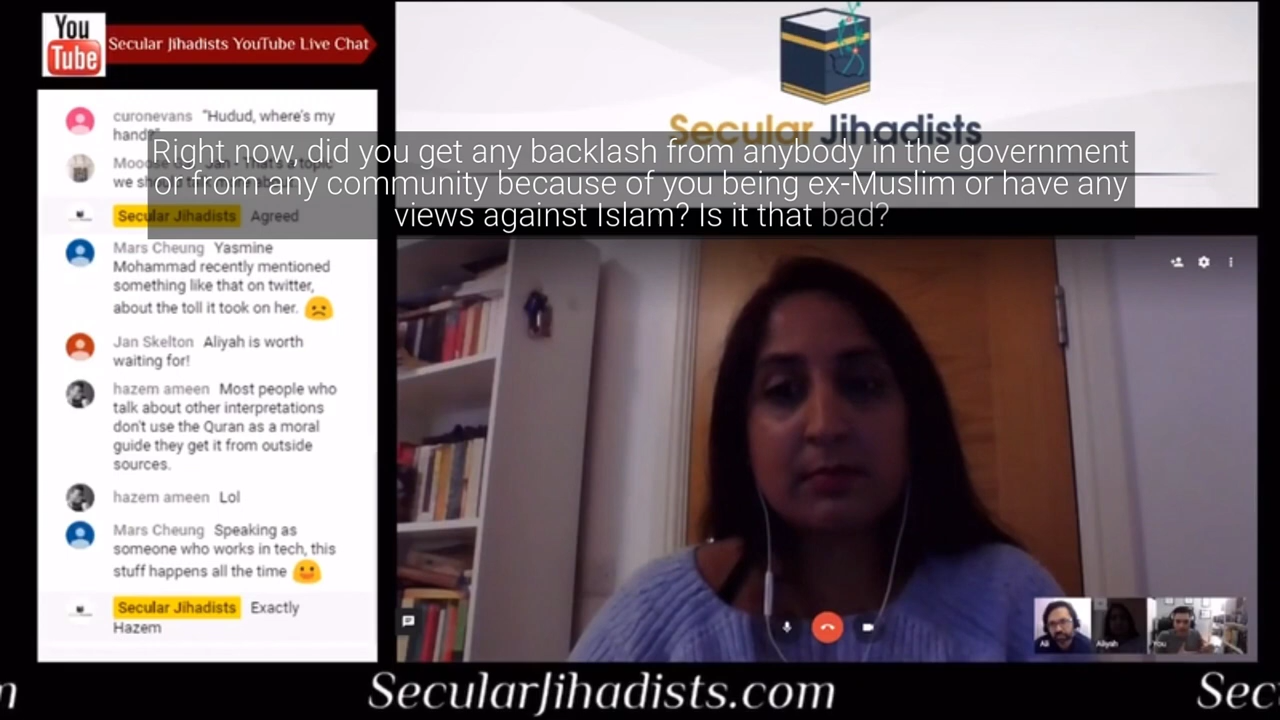 You
Tube
Secular Jihadists YouTube Live Chat
curonevans "Hudud, where's my
hand?"
we
Secular Jihadists Agreed
Mars Cheung Yasmine
Mohammad recently mentioned
something like that on twitter,
about the toll it took on her.
Jan Skelton Aliyah is worth
waiting for!
hazem ameen Most people who
talk about other interpretations
don't use the Quran as a moral
guide they get it from outside
sources.
hazem ameen Lol
Mars Cheung Speaking as
someone who works in tech, this
stuff happens all the time
Secular Jihadists Exactly
Hazem
Secular Jihadists
Right now, did you get any backlash from anybody in the government
or from any community because of you being ex-Muslim or have any
views against Islam? Is it that bad?
Ali
Aliyah
You
m
SecularJihadists.com
Sec